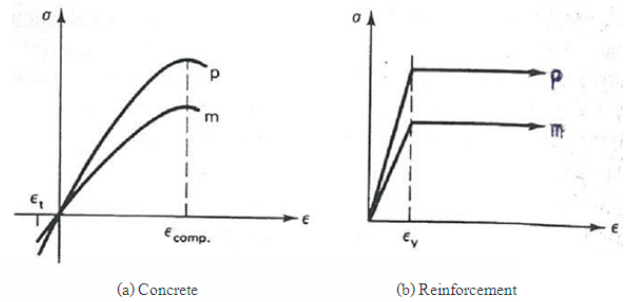 σ
p
m
ε_t
ε
ε_comp.
(a) Concrete
σ
p
m
ε
ε_y
(b) Reinforcement